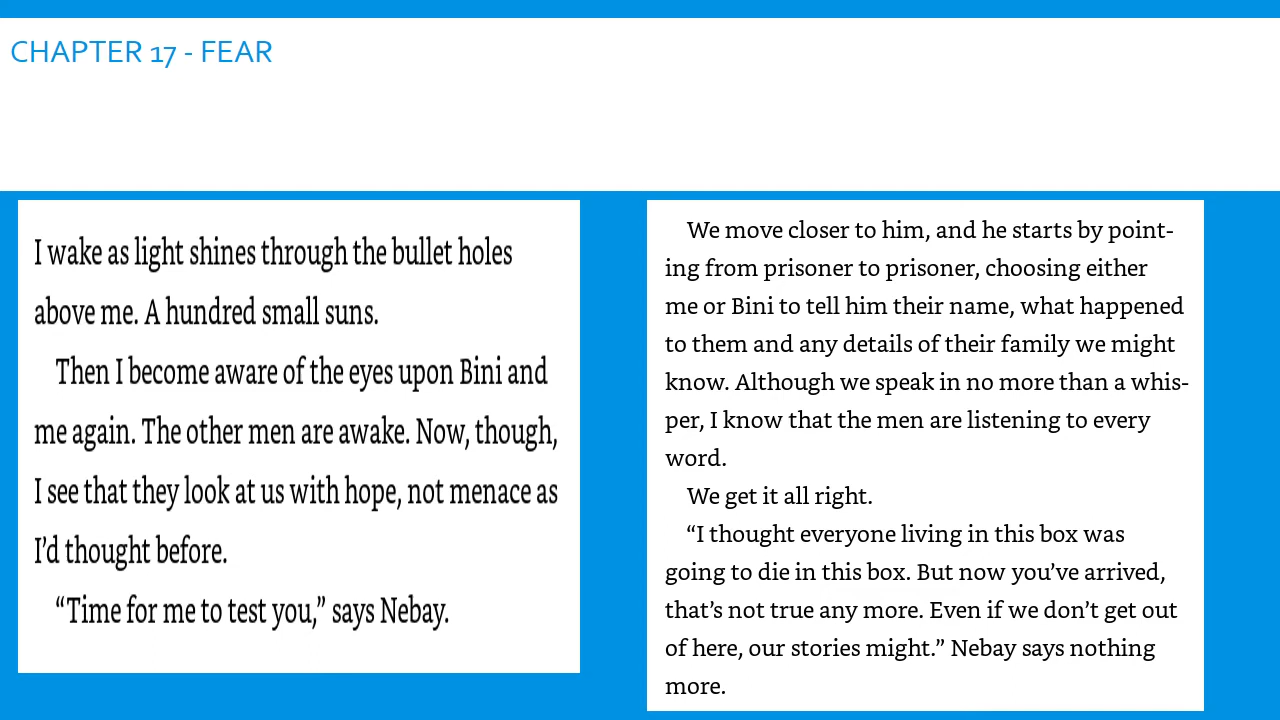 CHAPTER 17 - FEAR
I wake as light shines through the bullet holes
above me. A hundred small suns.
Then I become aware of the eyes upon Bini and
me again. The other men are awake. Now, though,
I see that they look at us with hope, not menace as
I’d thought before.
“Time for me to test you,” says Nebay.
We move closer to him, and he starts by point-
ing from prisoner to prisoner, choosing either
me or Bini to tell him their name, what happened
to them and any details of their family we might
know. Although we speak in no more than a whis-
per, I know that the men are listening to every
word.
We get it all right.
“I thought everyone living in this box was
going to die in this box. But now you’ve arrived,
that’s not true any more. Even if we don’t get out
of here, our stories might.” Nebay says nothing
more.